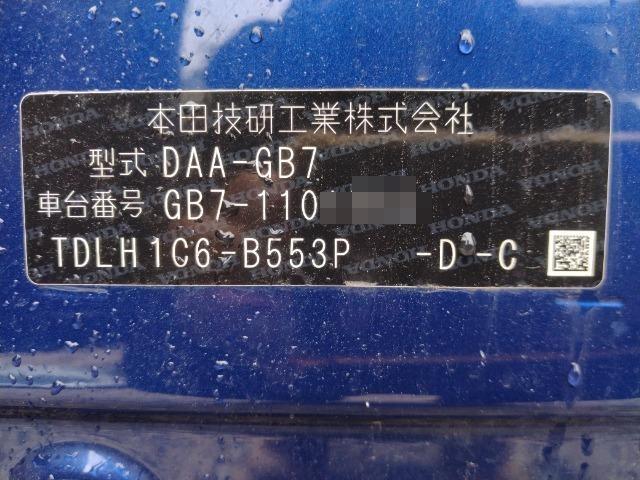 本田技研工業株式会社
型式 DAA-GB7
車台番号 GB7-110
TDLH1C6-B553P -D -C